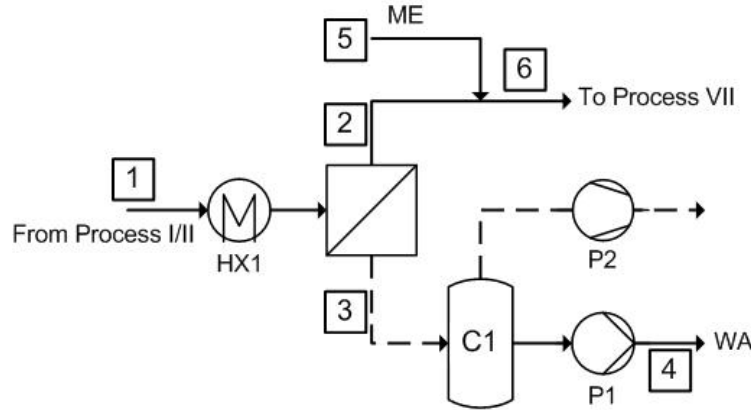 5
ME
6
To Process VII
2
1
From Process I/II
HX1
P2
3
C1
P1
4
WA